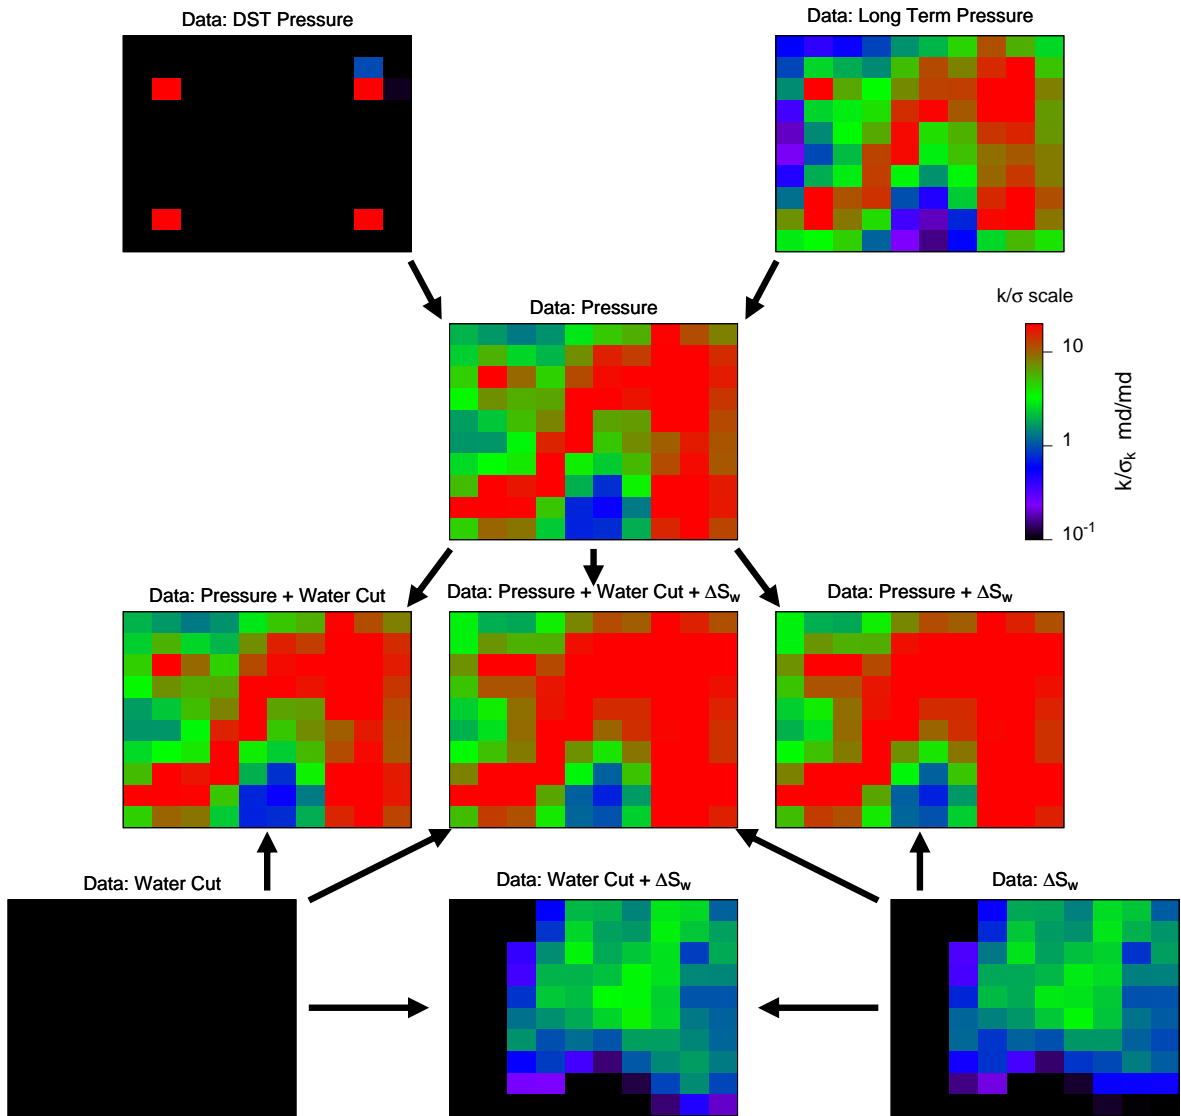 Data: DST Pressure
Data: Long Term Pressure
k/σ scale
Data: Pressure
10
1
10-1
k/σk md/md
Data: Pressure + Water Cut
Data: Pressure + Water Cut + ΔSw
Data: Pressure + ΔSw
Data: Water Cut
Data: Water Cut + ΔSw
Data: ΔSw